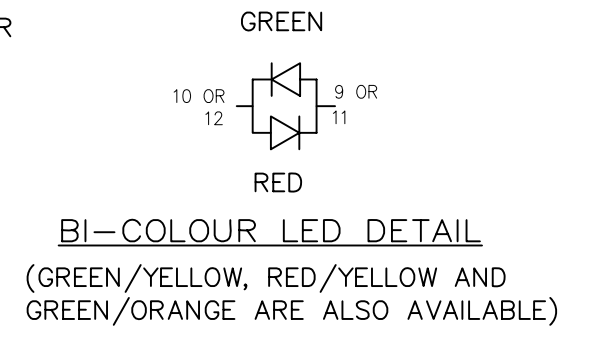 R
GREEN
10 OR
9 OR
12
11
RED
BI-COLOUR LED DETAIL
(GREEN/YELLOW, RED/YELLOW AND
GREEN/ORANGE ARE ALSO AVAILABLE)